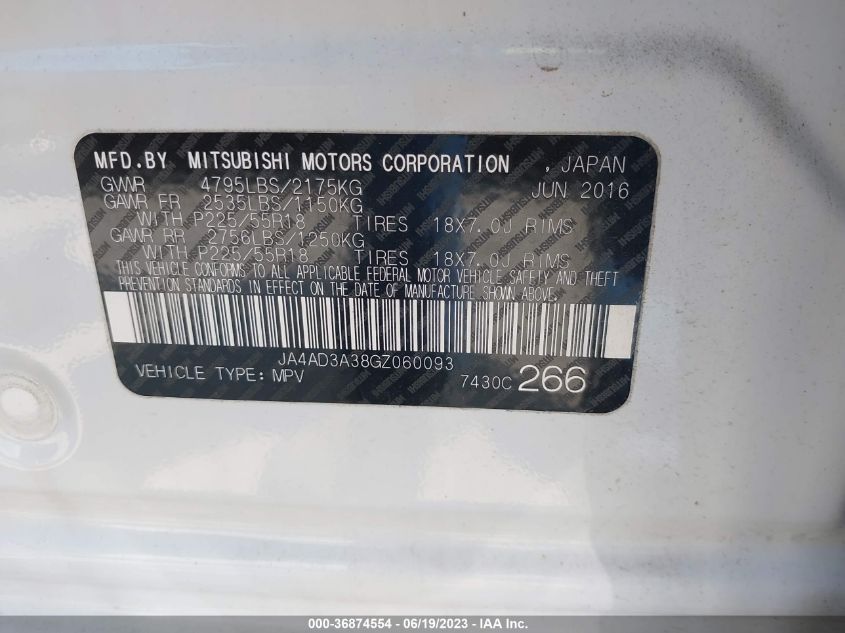 MFD.BY MITSUBISHI MOTORS CORPORATION , JAPAN
GVWR 4795LBS/2175KG JUN 2016
GAWR FR 2535LBS/1150KG
WITH P225/55R18 TIRES 18X7.0J RIMS
GAWR RR 2756LBS/1250KG
WITH P225/55R18 TIRES 18X7.0J RIMS
THIS VEHICLE CONFORMS TO ALL APPLICABLE FEDERAL MOTOR VEHICLE SAFETY AND THEFT
PREVENTION STANDARDS IN EFFECT ON THE DATE OF MANUFACTURE SHOWN ABOVE.
JA4AD3A38GZ060093
VEHICLE TYPE: MPV 7430C 266
000-36874554 - 06/19/2023 - IAA Inc.